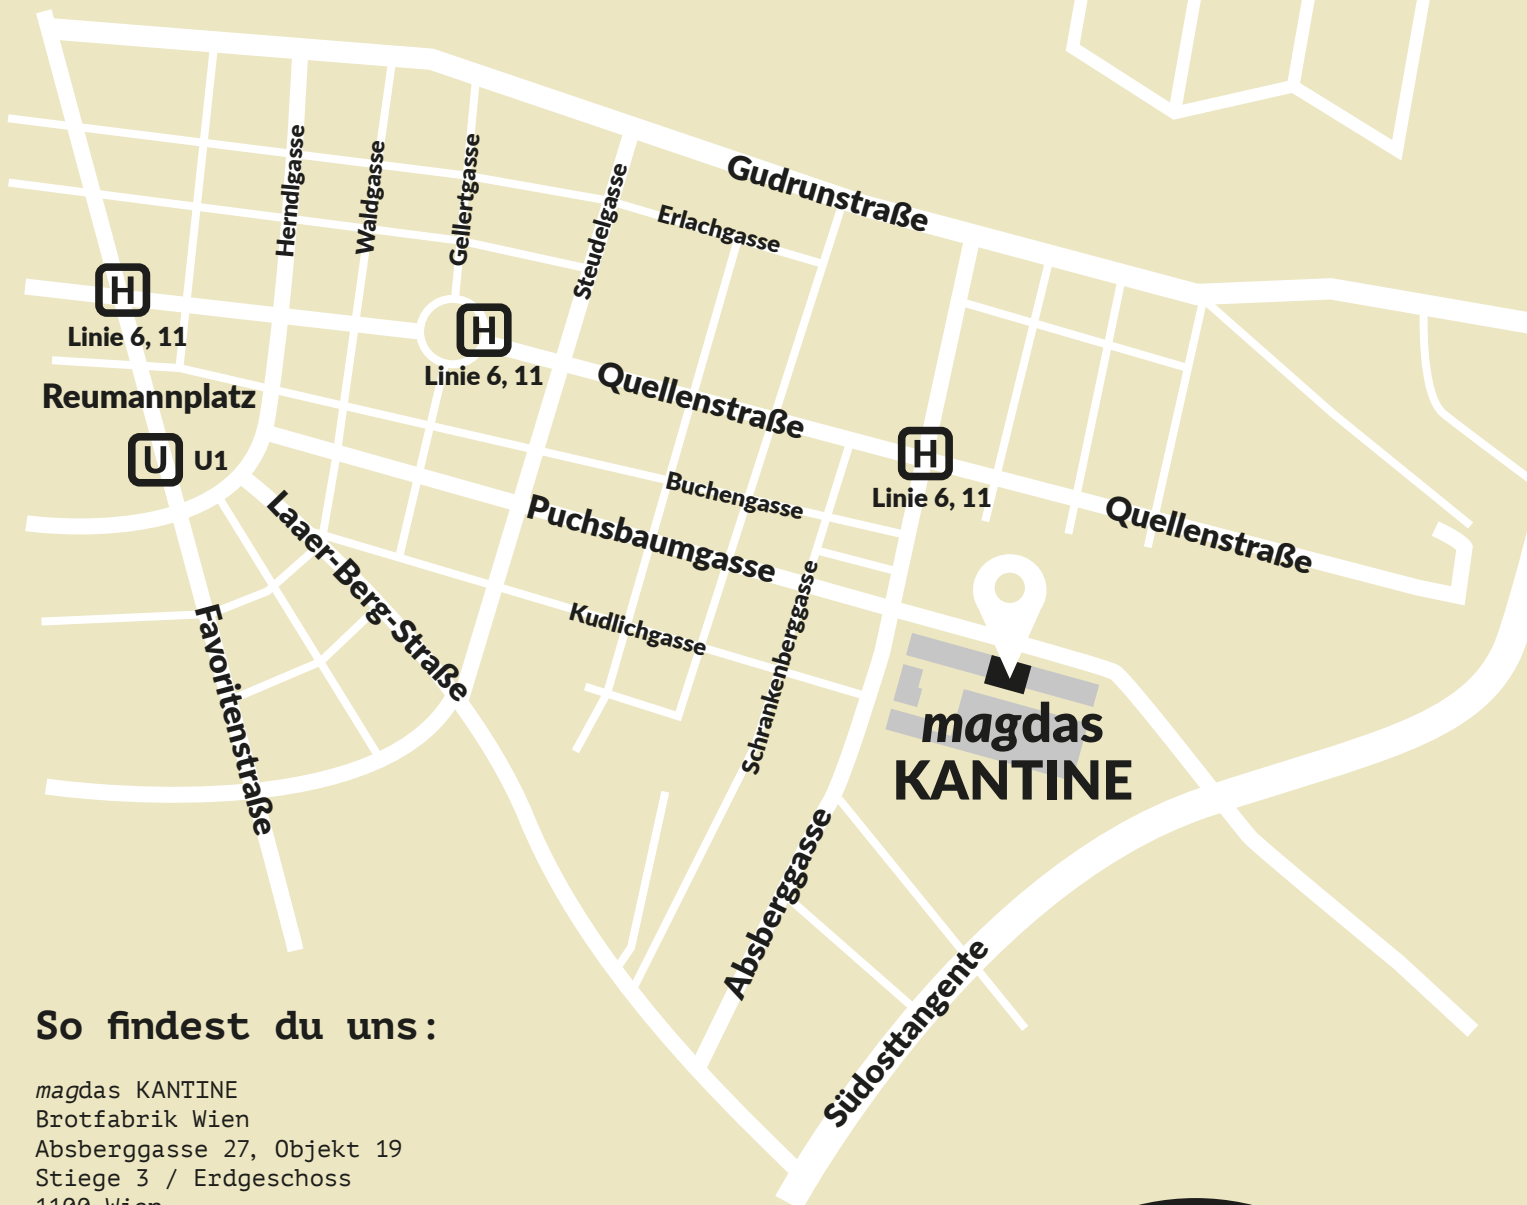 Gudrunstraße
Herndlgasse
Waldgasse
Gellertgasse
Steudelgasse
Erlachgasse
H
Linie 6, 11
H
Linie 6, 11
Quellenstraße
Reumannplatz
U
U1
H
Linie 6, 11
Quellenstraße
Buchengasse
Puchsbaumgasse
Laaer-Berg-Straße
Kudlichgasse
Schrankenberggasse
Favoritenstraße
magdas
KANTINE
Absberggasse
Südosttangente
So findest du uns:
magdas KANTINE
Brotfabrik Wien
Absberggasse 27, Objekt 19
Stiege 3 / Erdgeschoss
1100 Wien